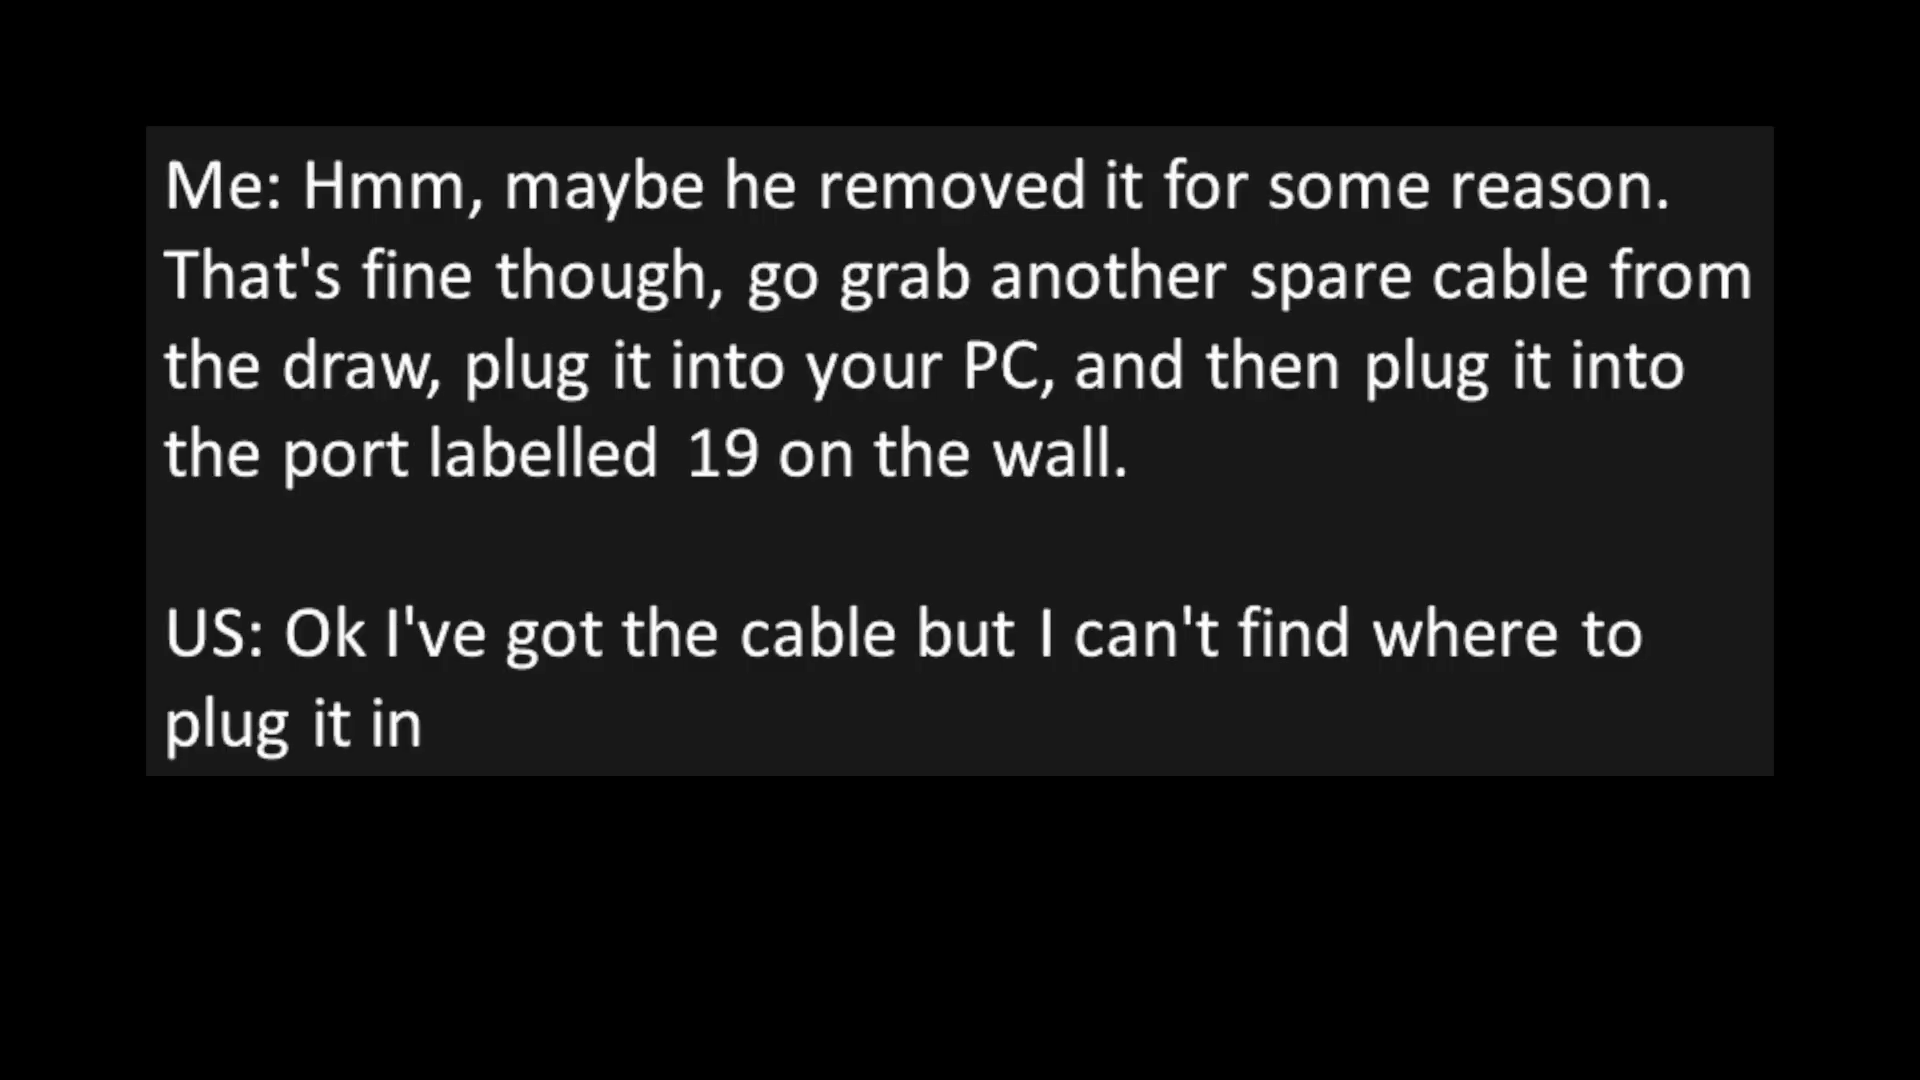 Me: Hmm, maybe he removed it for some reason.
That's fine though, go grab another spare cable from
the draw, plug it into your PC, and then plug it into
the port labelled 19 on the wall.
US: Ok I've got the cable but I can't find where to
plug it in